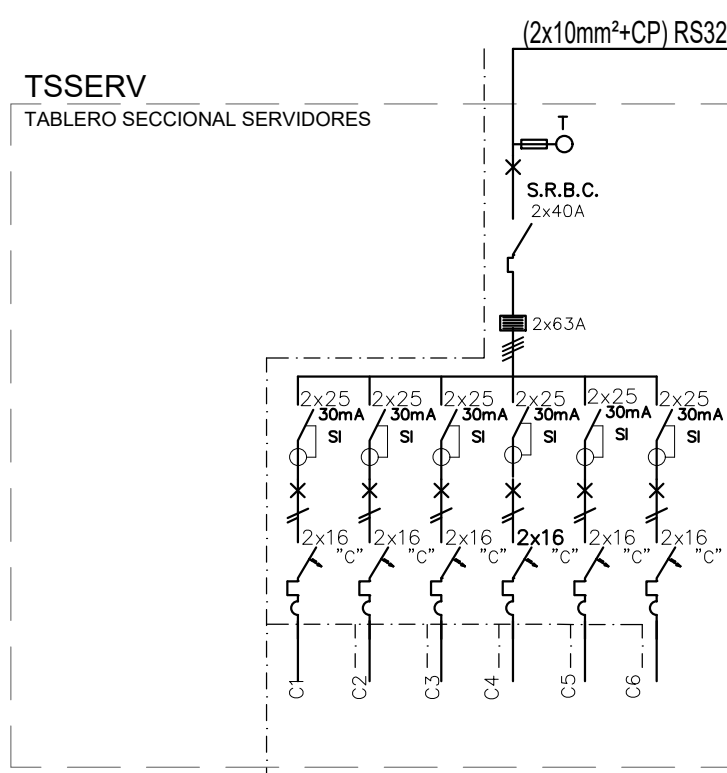 (2x10mm²+CP) RS32
TSSERV
TABLERO SECCIONAL SERVIDORES
T
S.R.B.C.
2x40A
2x63A
2x25 2x25 2x25 2x25 2x25 2x25
30mA 30mA 30mA 30mA 30mA 30mA
SI SI SI SI SI SI
2x16 2x16 2x16 2x16 2x16 2x16
"C" "C" "C" "C" "C" "C"
C1 C2 C3 C4 C5 C6